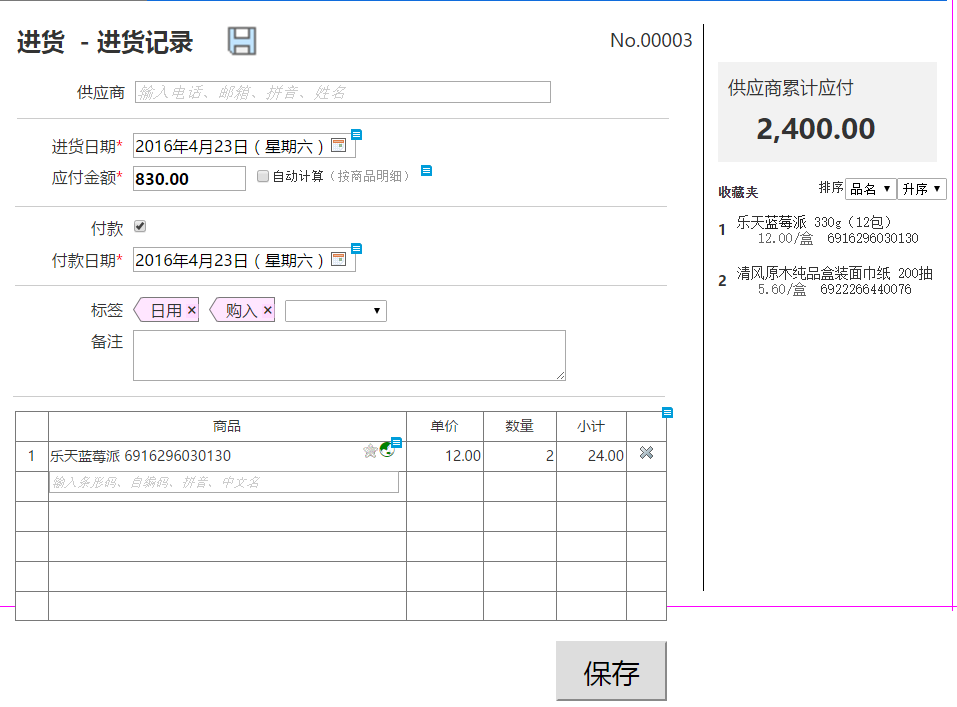 进货 - 进货记录
No.00003
供应商 输入电话、邮箱、拼音、姓名
进货日期* 2016年4月23日（星期六）
应付金额* 830.00 自动计算（按商品明细）
付款
付款日期* 2016年4月23日（星期六）
标签 日用× 购入×
备注
商品 单价 数量 小计
1 乐天蓝莓派 6916296030130 12.00 2 24.00
输入条形码、自编码、拼音、中文名
保存
供应商累计应付
2,400.00
收藏夹 排序 品名 升序
1 乐天蓝莓派 330g（12包）
12.00/盒 6916296030130
2 清风原木纯品盒装面巾纸 200抽
5.60/盒 6922266440076